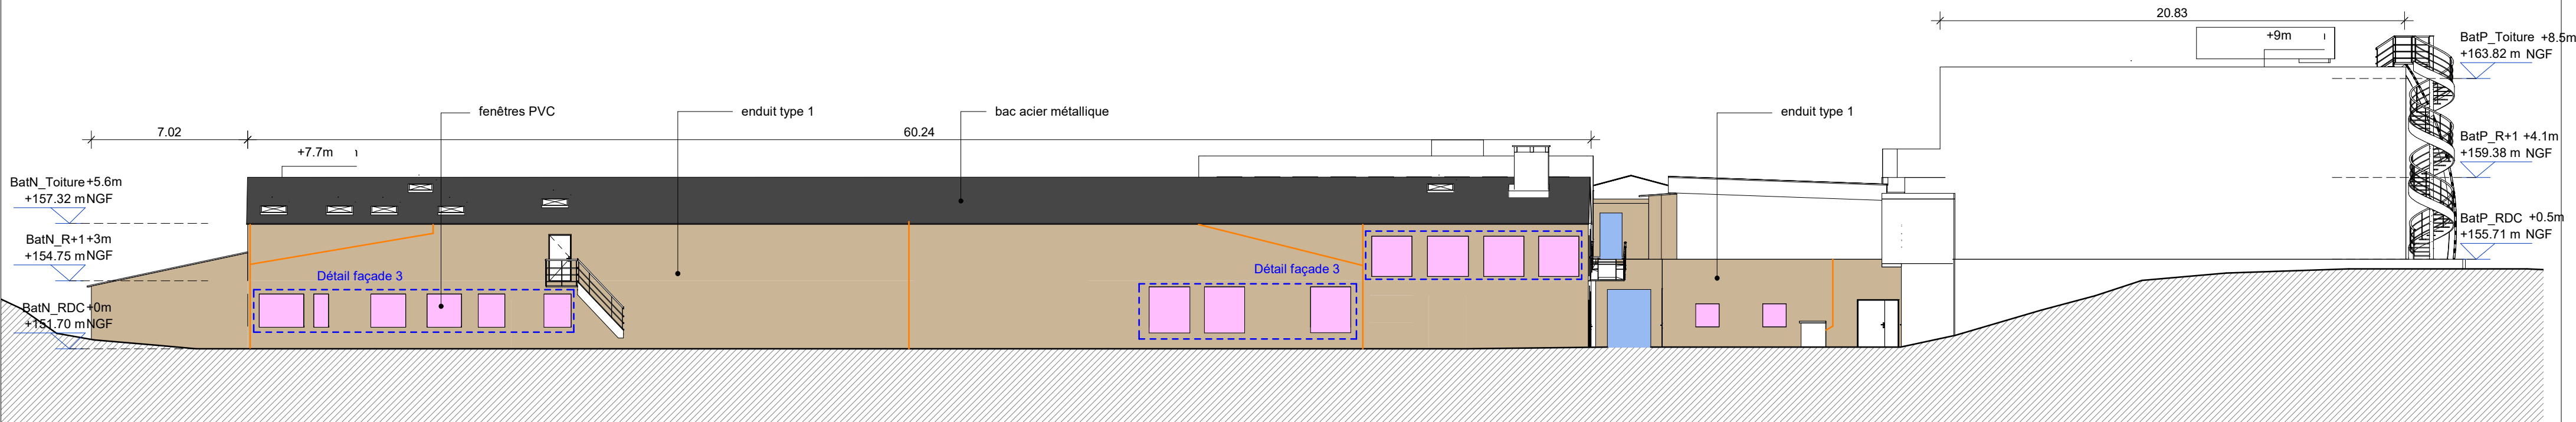 20.83
+9m
BatP_Toiture +8.5m
+163.82 m NGF
fenêtres PVC
enduit type 1
bac acier métallique
enduit type 1
7.02
60.24
+7.7m
BatP_R+1 +4.1m
+159.38 m NGF
BatN_Toiture +5.6m
+157.32 m NGF
BatP_RDC +0.5m
+155.71 m NGF
BatN_R+1 +3m
+154.75 m NGF
Détail façade 3
Détail façade 3
BatN_RDC +0m
+151.70 m NGF